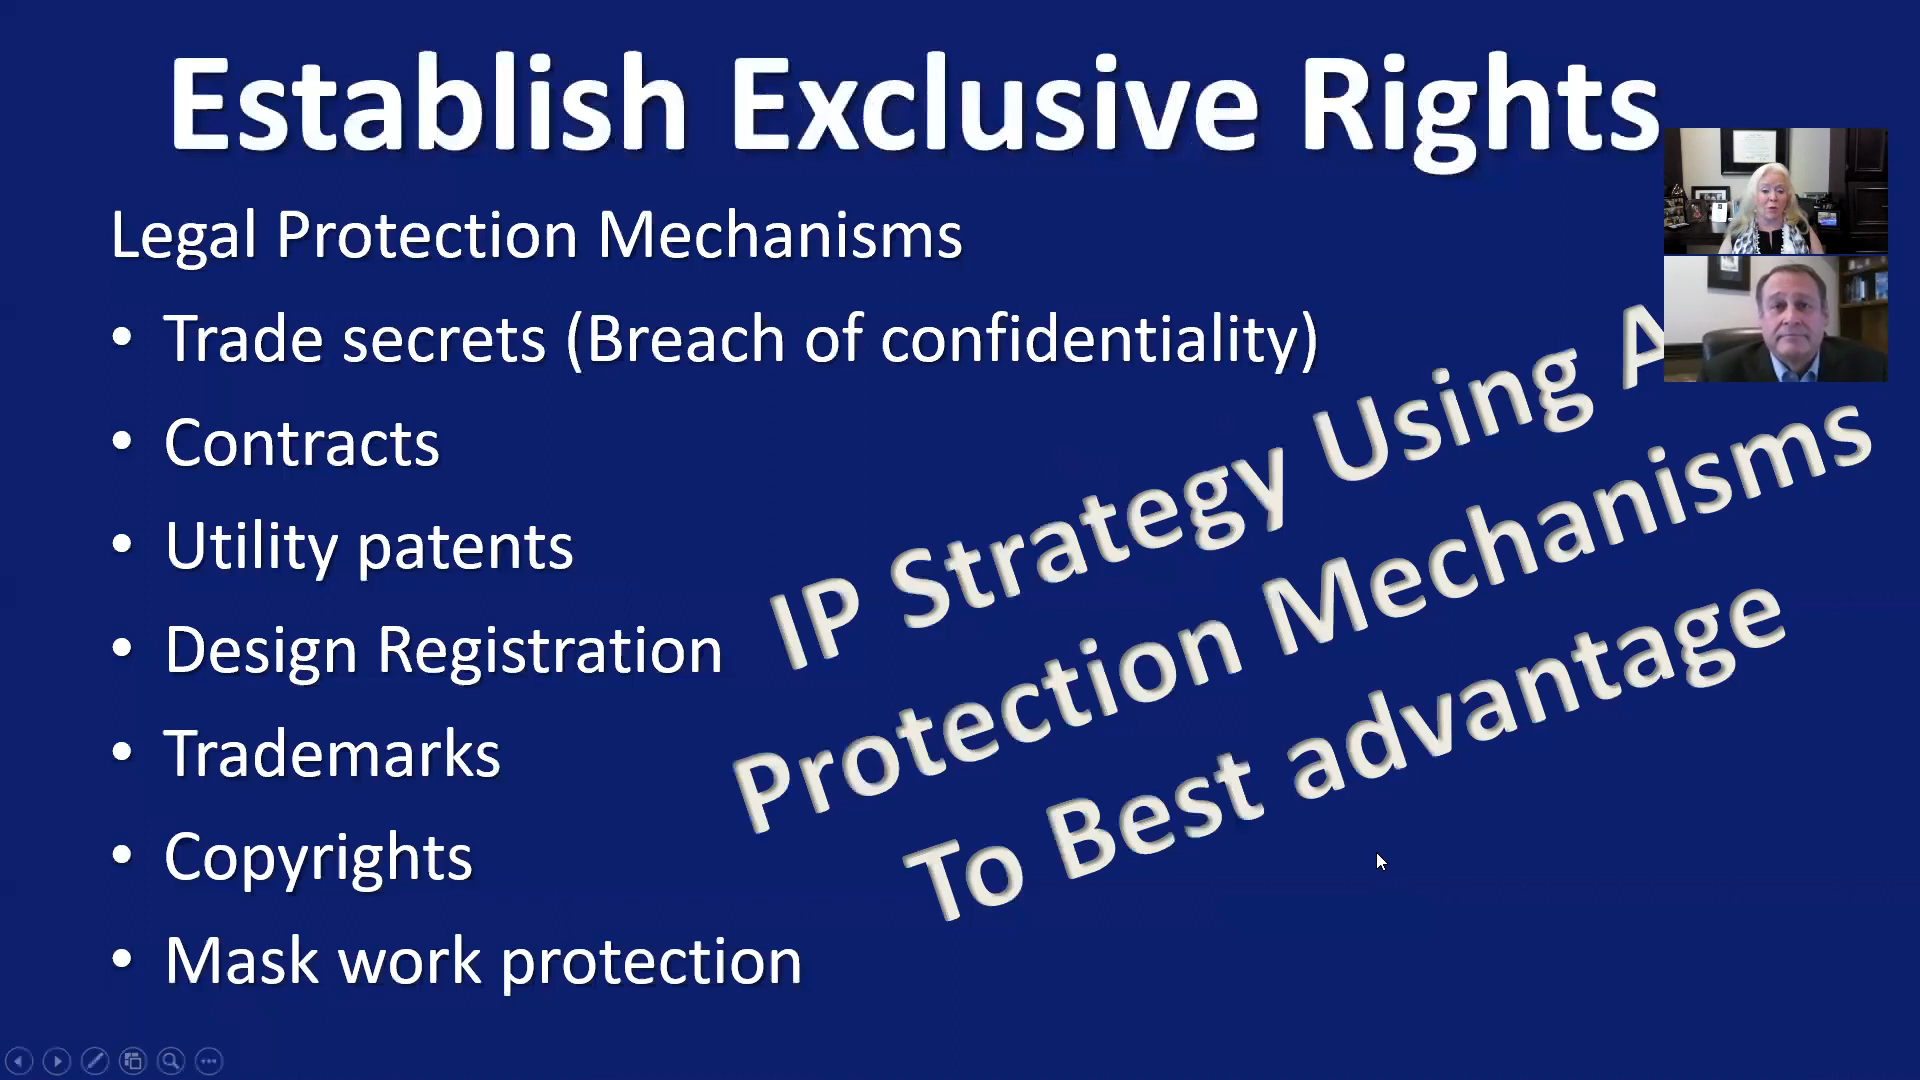 Establish Exclusive Rights
Legal Protection Mechanisms
• Trade secrets (Breach of confidentiality)
• Contracts
• Utility patents
• Design Registration
• Trademarks
• Copyrights
• Mask work protection
IP Strategy Using
Protection Mechanisms
To Best advantage